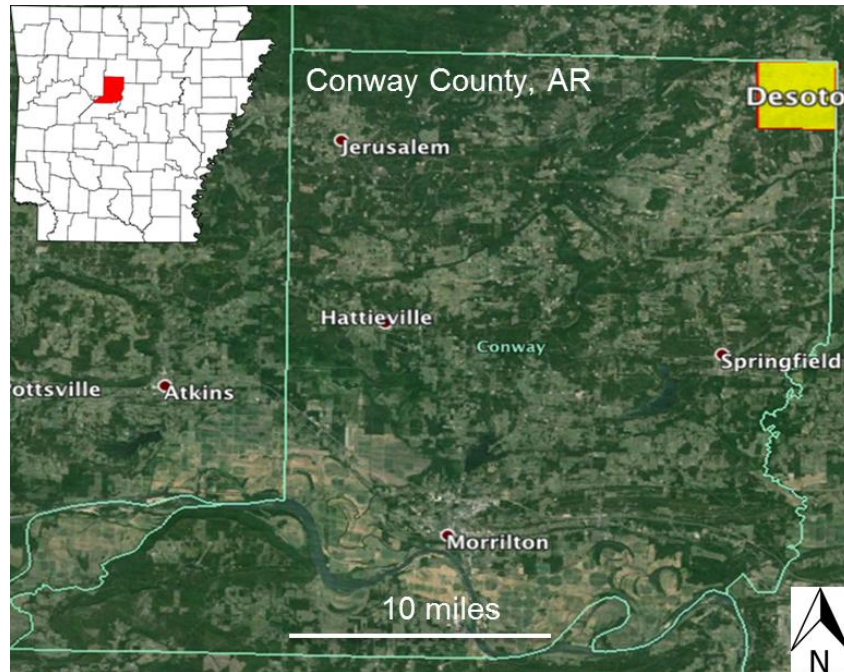 Conway County, AR
Desoto
Jerusalem
Hattieville
Conway
Springfield
ottsville
Atkins
Morrilton
10 miles
N